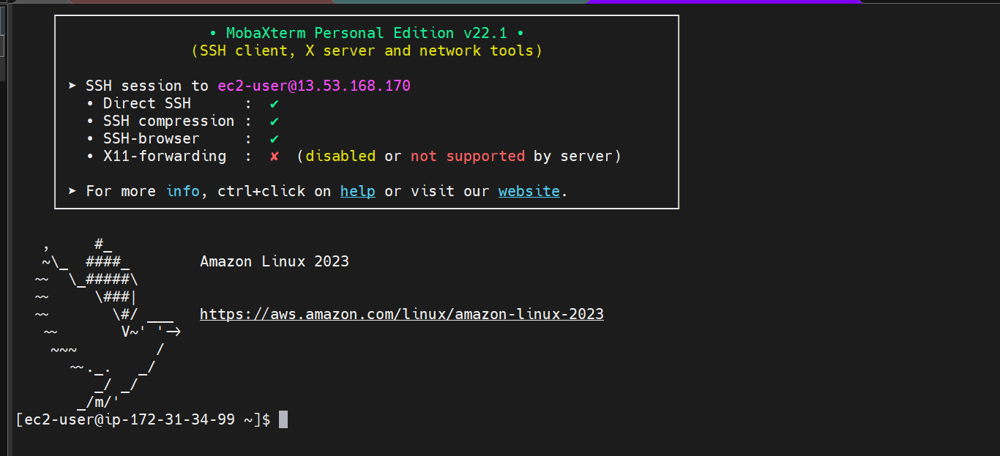 • MobaXterm Personal Edition v22.1 •
(SSH client, X server and network tools)
➤ SSH session to ec2-user@13.53.168.170
• Direct SSH      :  ✔
• SSH compression :  ✔
• SSH-browser     :  ✔
• X11-forwarding  :  ✘  (disabled or not supported by server)
➤ For more info, ctrl+click on help or visit our website.
   ,     #_
   ~\_  ####_        Amazon Linux 2023
  ~~  \_#####\
  ~~     \###|
  ~~       \#/ ___   https://aws.amazon.com/linux/amazon-linux-2023
   ~~       V~' '->
    ~~~         /
      ~~._.   _/
         _/ _/
       _/m/'
[ec2-user@ip-172-31-34-99 ~]$